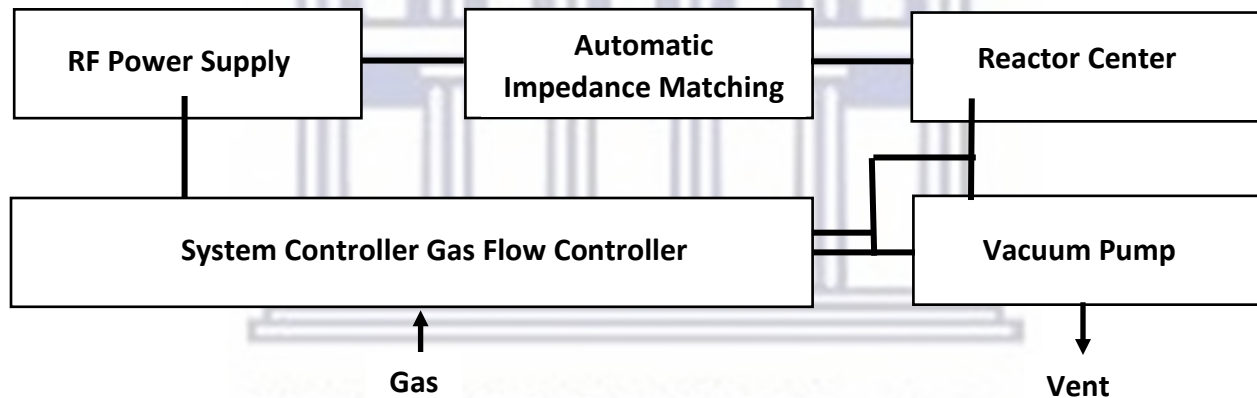 RF Power Supply
Automatic
Impedance Matching
Reactor Center
System Controller Gas Flow Controller
Vacuum Pump
Gas
Vent